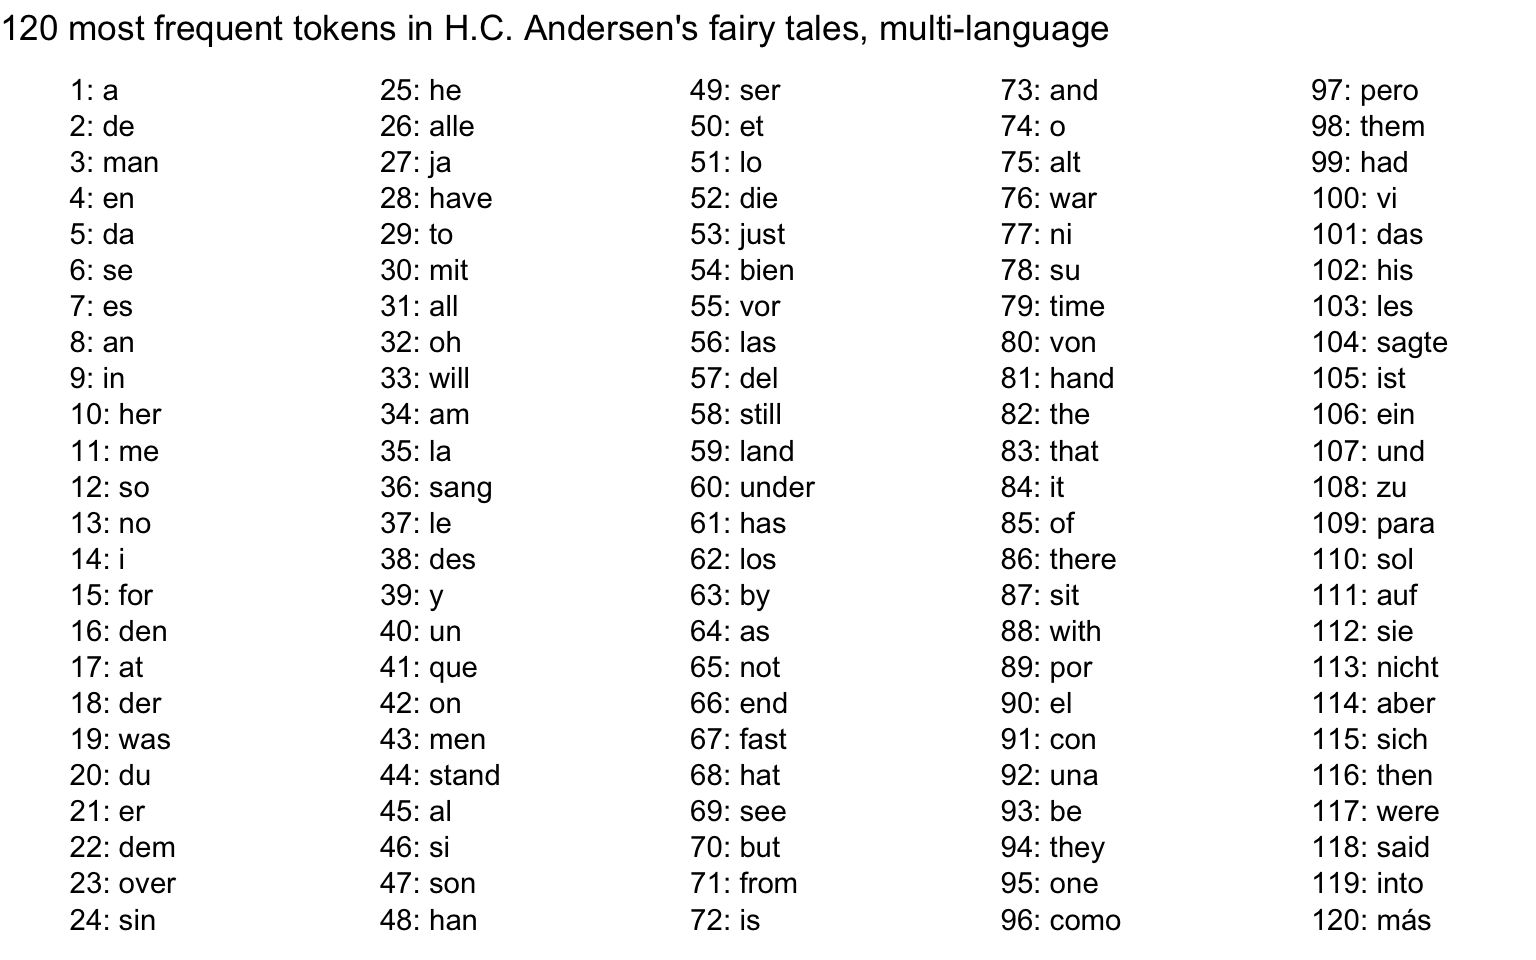 120 most frequent tokens in H.C. Andersen's fairy tales, multi-language
1: a
2: de
3: man
4: en
5: da
6: se
7: es
8: an
9: in
10: her
11: me
12: so
13: no
14: i
15: for
16: den
17: at
18: der
19: was
20: du
21: er
22: dem
23: over
24: sin
25: he
26: alle
27: ja
28: have
29: to
30: mit
31: all
32: oh
33: will
34: am
35: la
36: sang
37: le
38: des
39: y
40: un
41: que
42: on
43: men
44: stand
45: al
46: si
47: son
48: han
49: ser
50: et
51: lo
52: die
53: just
54: bien
55: vor
56: las
57: del
58: still
59: land
60: under
61: has
62: los
63: by
64: as
65: not
66: end
67: fast
68: hat
69: see
70: but
71: from
72: is
73: and
74: o
75: alt
76: war
77: ni
78: su
79: time
80: von
81: hand
82: the
83: that
84: it
85: of
86: there
87: sit
88: with
89: por
90: el
91: con
92: una
93: be
94: they
95: one
96: como
97: pero
98: them
99: had
100: vi
101: das
102: his
103: les
104: sagte
105: ist
106: ein
107: und
108: zu
109: para
110: sol
111: auf
112: sie
113: nicht
114: aber
115: sich
116: then
117: were
118: said
119: into
120: más